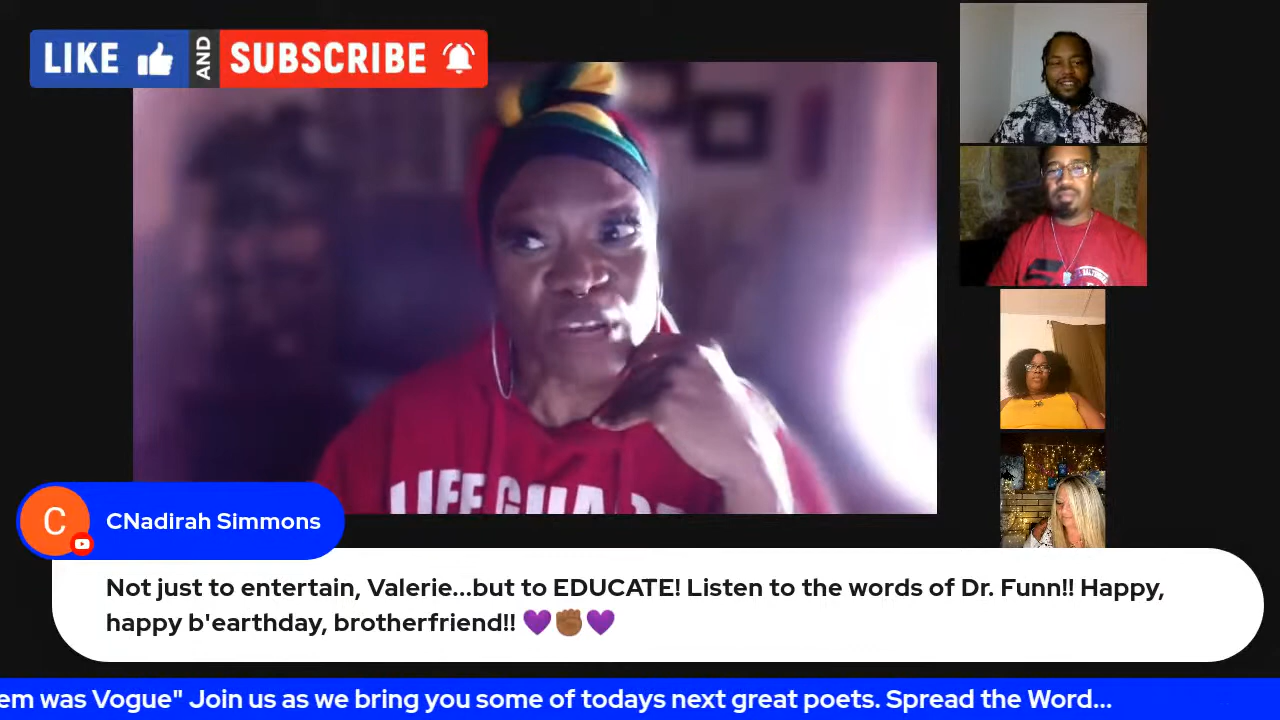 LIKE AND SUBSCRIBE
LIFE GUARD
C CNadirah Simmons
Not just to entertain, Valerie...but to EDUCATE! Listen to the words of Dr. Funn!! Happy,
happy b'earthday, brotherfriend!! 💜✊🏾💜
em was Vogue" Join us as we bring you some of todays next great poets. Spread the Word...